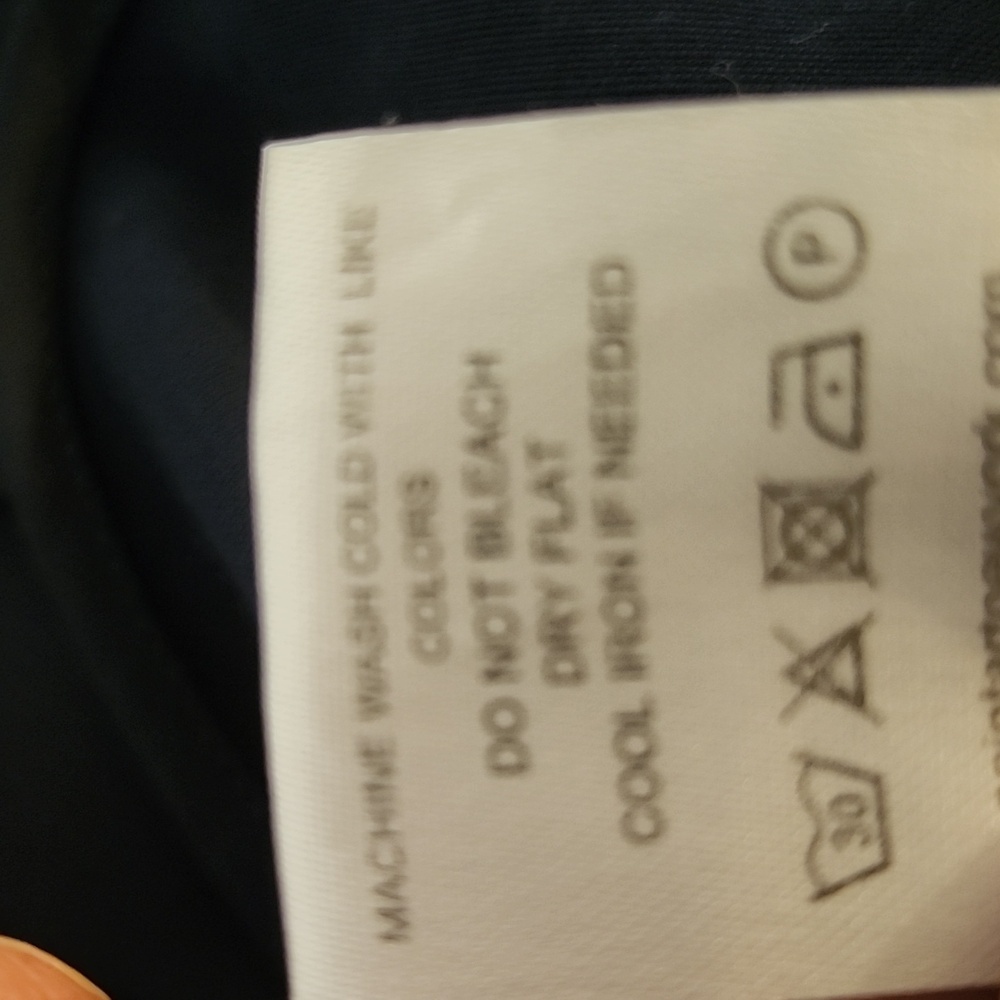 MACHINE WASH COLD WITH LIKE
COLORS
DO NOT BLEACH
DRY FLAT
COOL IRON IF NEEDED
30
P